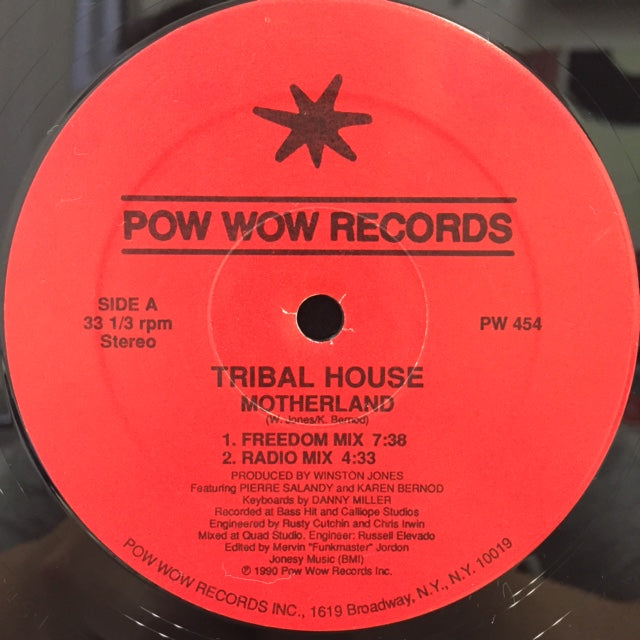 POW WOW RECORDS
SIDE A
33 1/3 rpm
Stereo
PW 454
TRIBAL HOUSE
MOTHERLAND
(W. Jones/K. Bernod)
1. FREEDOM MIX 7:38
2. RADIO MIX 4:33
PRODUCED BY WINSTON JONES
Featuring PIERRE SALANDY and KAREN BERNOD
Keyboards by DANNY MILLER
Recorded at Bass Hit and Calliope Studios
Engineered by Rusty Cutchin and Chris Irwin
Mixed at Quad Studio. Engineer: Russell Elevado
Edited by Mervin "Funkmaster" Jordon
Jonesy Music (BMI)
℗ 1990 Pow Wow Records Inc.
POW WOW RECORDS INC., 1619 Broadway, N.Y., N.Y. 10019